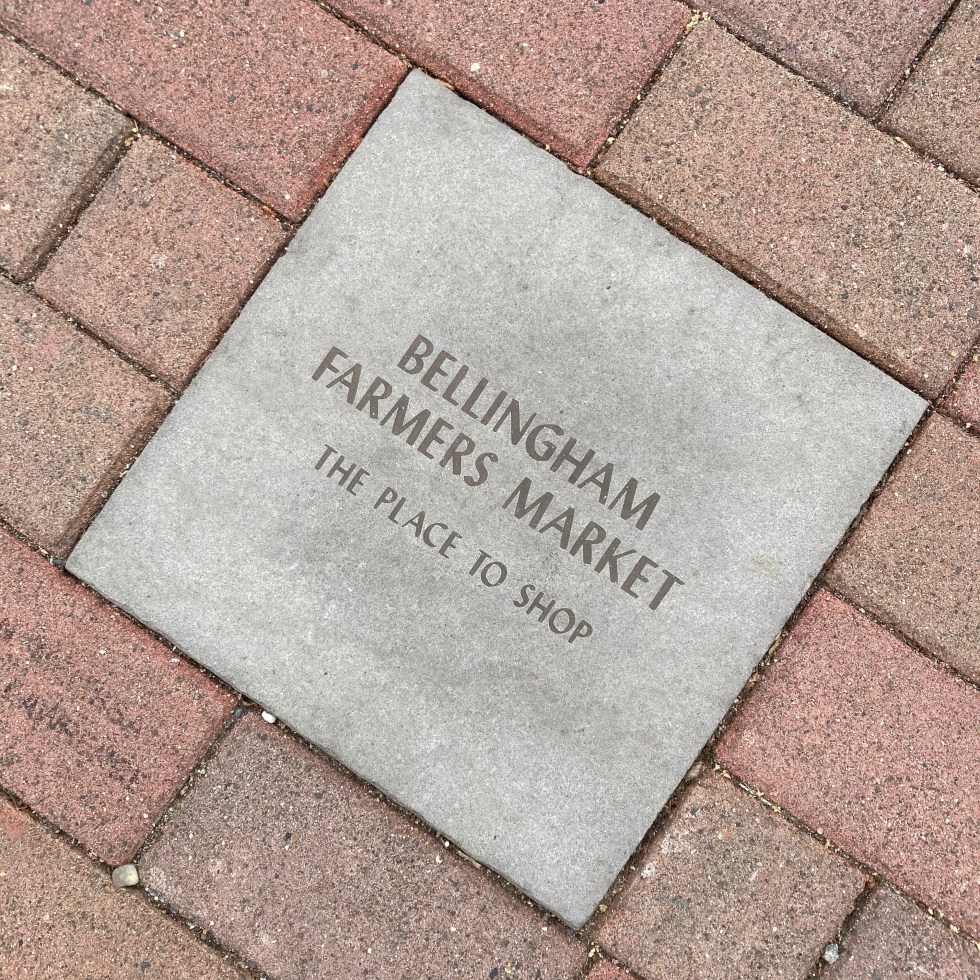 BELLINGHAM
FARMERS MARKET
THE PLACE TO SHOP